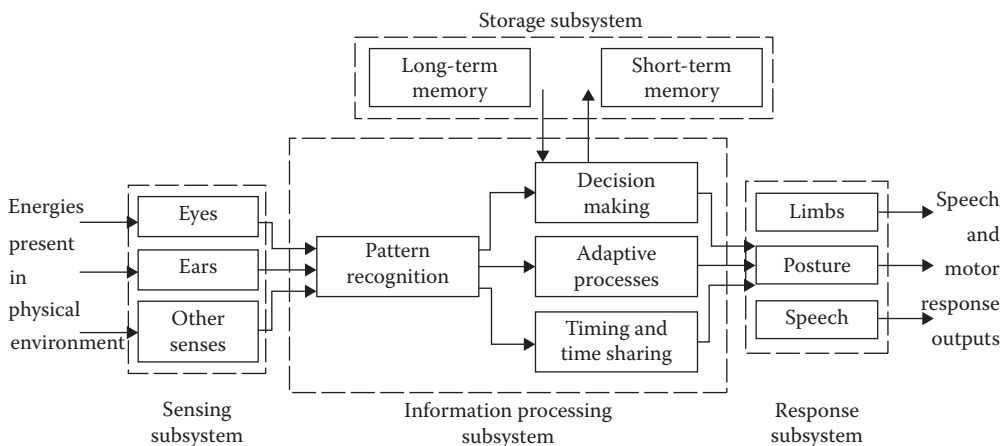 Storage subsystem
Long-term
memory
Short-term
memory
Energies
present
in
physical
environment
Eyes
Ears
Other
senses
Pattern
recognition
Decision
making
Adaptive
processes
Timing and
time sharing
Limbs
Posture
Speech
Speech
and
motor
response
outputs
Sensing
subsystem
Information processing
subsystem
Response
subsystem